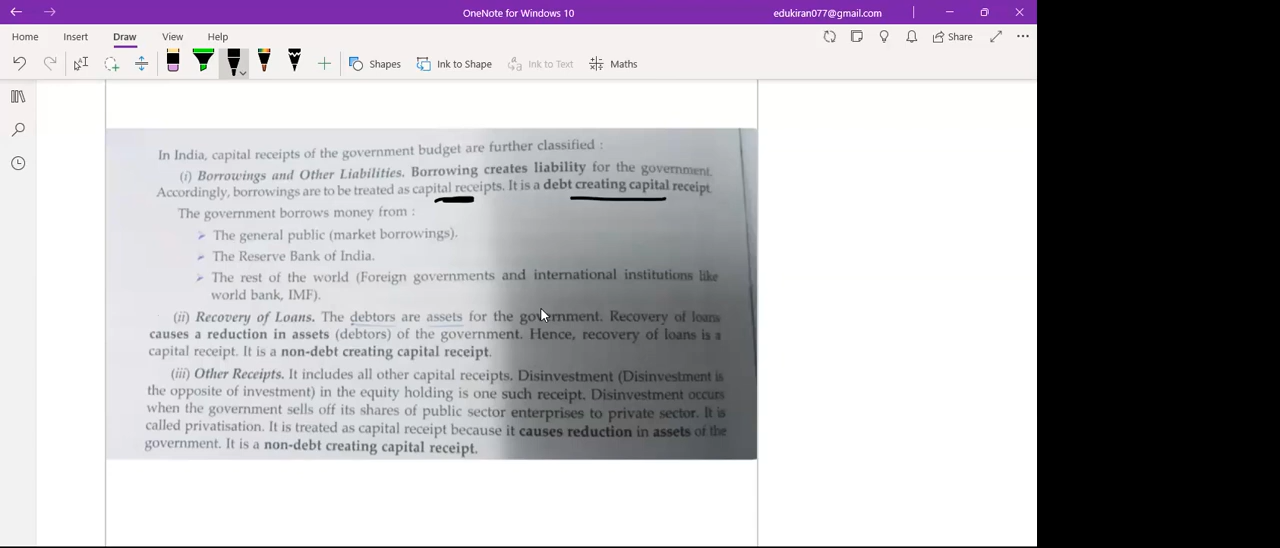 OneNote for Windows 10
edukiran077@gmail.com
Home Insert Draw View Help
Share
Shapes Ink to Shape Ink to Text Maths
In India, capital receipts of the government budget are further classified :
(i) Borrowings and Other Liabilities. Borrowing creates liability for the government.
Accordingly, borrowings are to be treated as capital receipts. It is a debt creating capital receipt.
The government borrows money from :
➢ The general public (market borrowings).
➢ The Reserve Bank of India.
➢ The rest of the world (Foreign governments and international institutions like
world bank, IMF).
(ii) Recovery of Loans. The debtors are assets for the government. Recovery of loans
causes a reduction in assets (debtors) of the government. Hence, recovery of loans is a
capital receipt. It is a non-debt creating capital receipt.
(iii) Other Receipts. It includes all other capital receipts. Disinvestment (Disinvestment is
the opposite of investment) in the equity holding is one such receipt. Disinvestment occurs
when the government sells off its shares of public sector enterprises to private sector. It is
called privatisation. It is treated as capital receipt because it causes reduction in assets of the
government. It is a non-debt creating capital receipt.